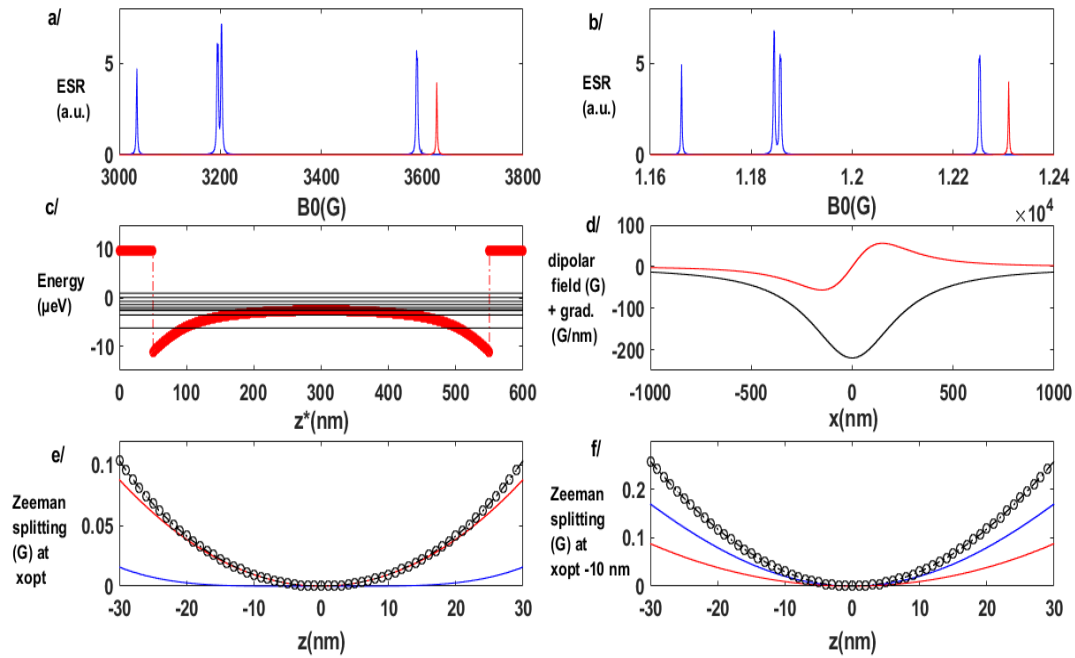 a/
ESR
(a.u.)
5
0
3000
3200
3400
3600
3800
B0(G)
b/
ESR
(a.u.)
5
0
1.16
1.18
1.2
1.22
1.24
B0(G)
×10⁴
c/
Energy
(µeV)
10
0
-10
0
100
200
300
400
500
600
z*(nm)
d/
dipolar
field (G)
+ grad.
(G/nm)
100
0
-100
-200
-1000
-500
0
500
1000
x(nm)
e/
Zeeman
splitting
(G) at
xopt
0.1
0.05
0
-30
-20
-10
0
10
20
30
z(nm)
f/
Zeeman
splitting
(G) at
xopt -10 nm
0.2
0.1
0
-30
-20
-10
0
10
20
30
z(nm)